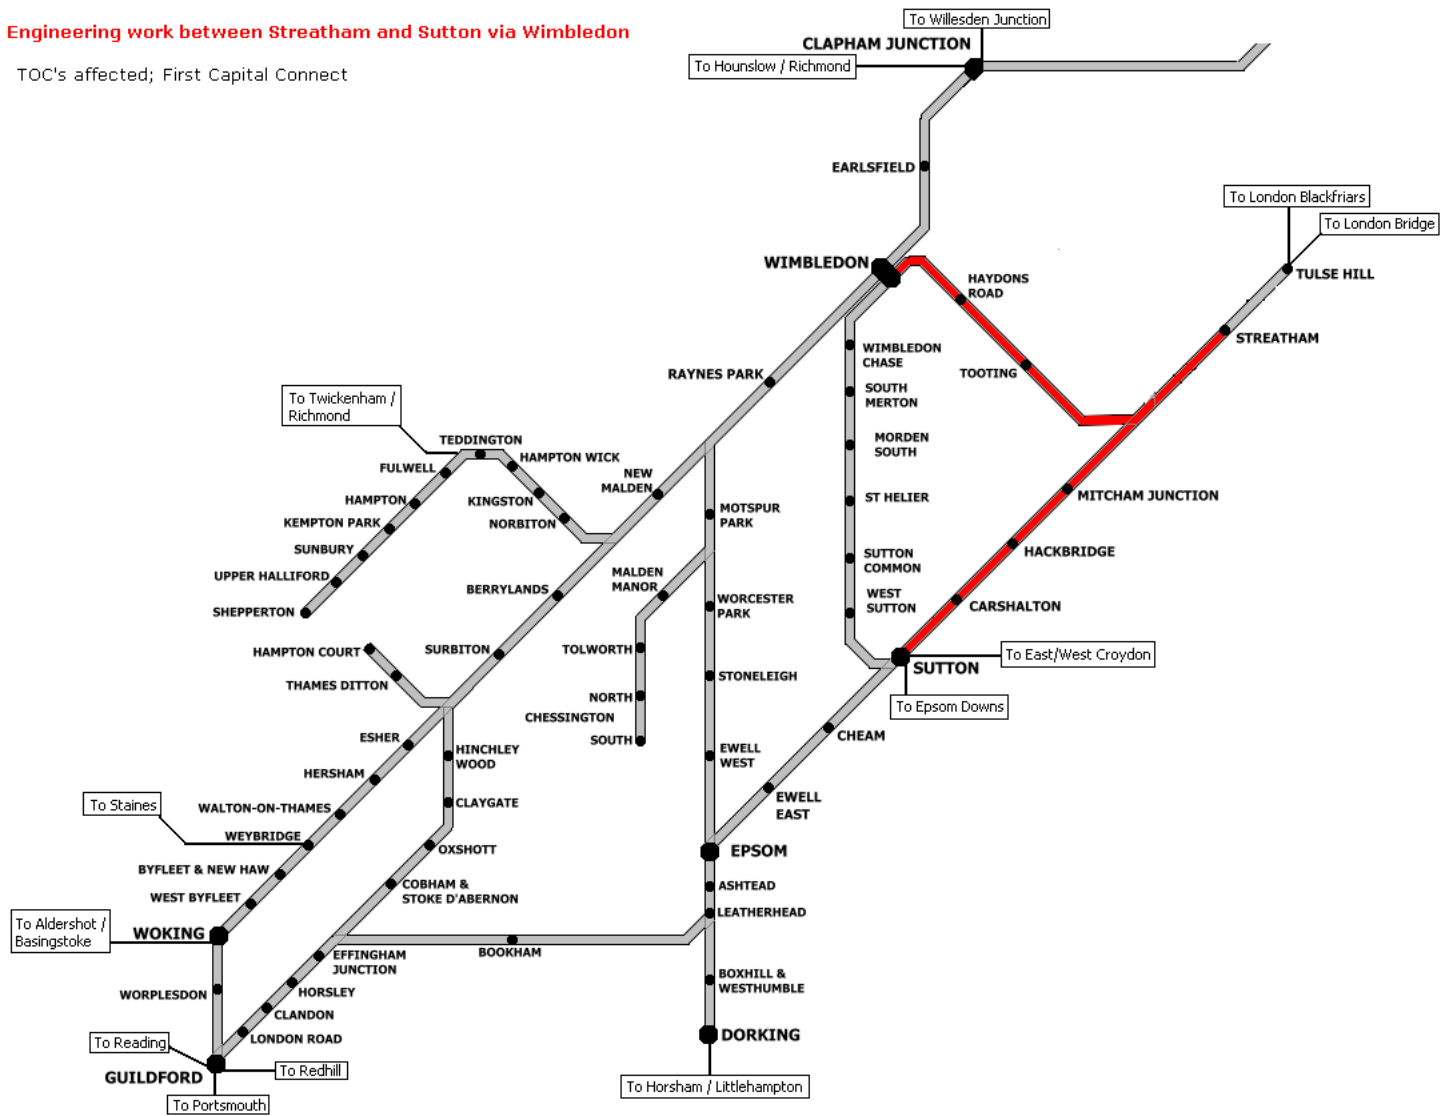 Engineering work between Streatham and Sutton via Wimbledon
TOC's affected; First Capital Connect
To Willesden Junction
CLAPHAM JUNCTION
To Hounslow / Richmond
EARLSFIELD
To London Blackfriars
To London Bridge
WIMBLEDON
HAYDONS
ROAD
TULSE HILL
STREATHAM
WIMBLEDON
CHASE
TOOTING
RAYNES PARK
SOUTH
MERTON
To Twickenham /
Richmond
MORDEN
SOUTH
TEDDINGTON
HAMPTON WICK
FULWELL
NEW
MALDEN
HAMPTON
KINGSTON
ST HELIER
MITCHAM JUNCTION
KEMPTON PARK
NORBITON
MOTSPUR
PARK
SUNBURY
HACKBRIDGE
UPPER HALLIFORD
MALDEN
MANOR
SUTTON
COMMON
BERRYLANDS
WEST
SUTTON
WORCESTER
PARK
CARSHALTON
SHEPPERTON
HAMPTON COURT
SURBITON
TOLWORTH
To East/West Croydon
SUTTON
THAMES DITTON
STONELEIGH
NORTH
CHESSINGTON
SOUTH
To Epsom Downs
ESHER
CHEAM
HINCHLEY
WOOD
EWELL
WEST
HERSHAM
EWELL
EAST
To Staines
WALTON-ON-THAMES
CLAYGATE
WEYBRIDGE
OXSHOTT
EPSOM
BYFLEET & NEW HAW
COBHAM &
STOKE D'ABERNON
ASHTEAD
WEST BYFLEET
LEATHERHEAD
To Aldershot /
Basingstoke
WOKING
BOOKHAM
EFFINGHAM
JUNCTION
BOXHILL &
WESTHUMBLE
WORPLESDON
HORSLEY
CLANDON
LONDON ROAD
DORKING
To Reading
To Redhill
GUILDFORD
To Horsham / Littlehampton
To Portsmouth